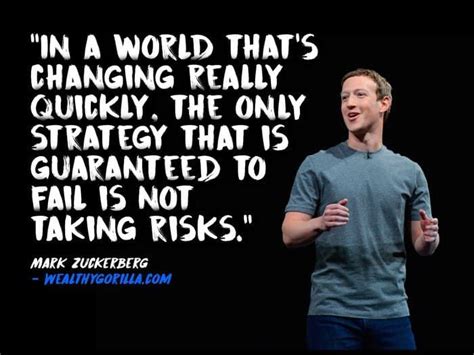 "IN A WORLD THAT'S
CHANGING REALLY
QUICKLY, THE ONLY
STRATEGY THAT IS
GUARANTEED TO
FAIL IS NOT
TAKING RISKS."
MARK ZUCKERBERG
- WEALTHYGORILLA.COM